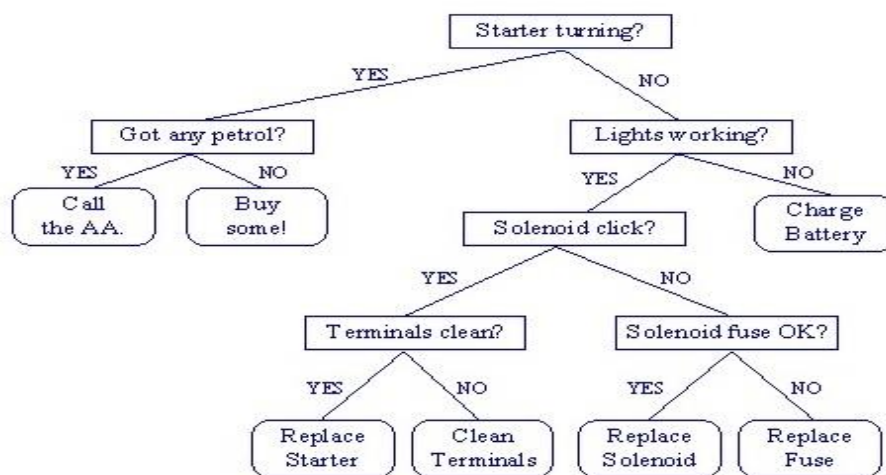 Starter turning?
YES
NO
Got any petrol?
Lights working?
YES
NO
YES
NO
Call
the AA.
Buy
some!
Solenoid click?
Charge
Battery
YES
NO
Terminals clean?
Solenoid fuse OK?
YES
NO
YES
NO
Replace
Starter
Clean
Terminals
Replace
Solenoid
Replace
Fuse